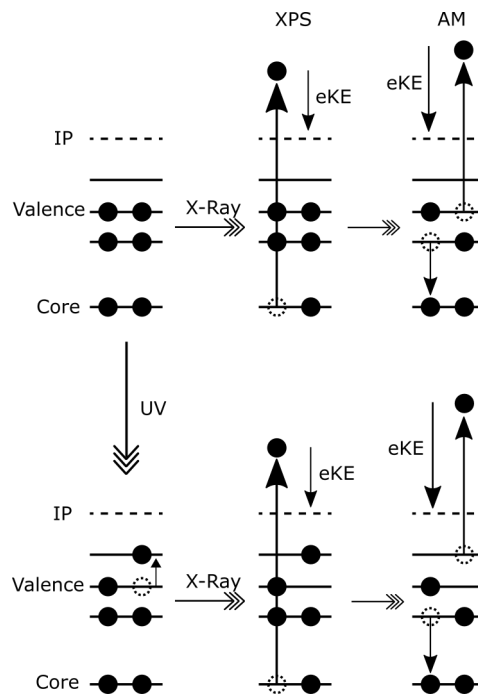 XPS
AM
eKE
eKE
IP
Valence
X-Ray
Core
UV
eKE
eKE
IP
Valence
X-Ray
Core